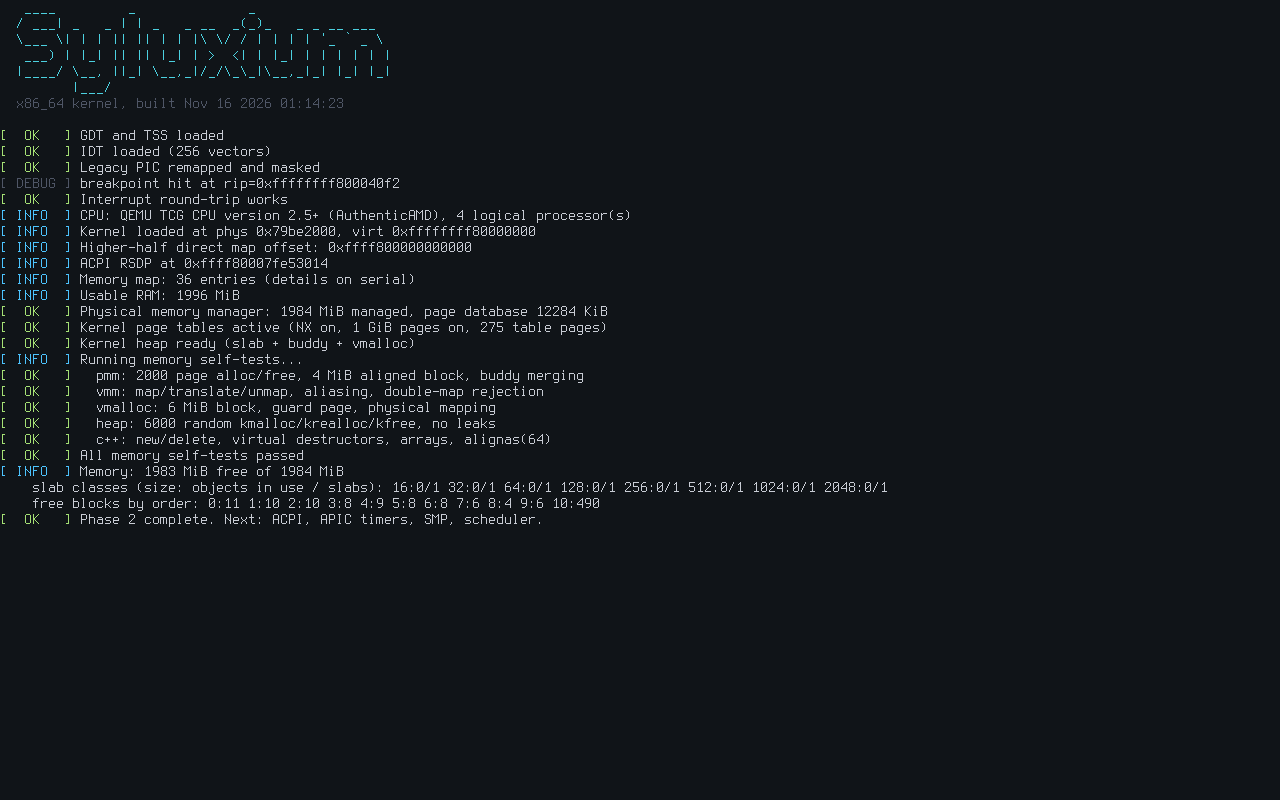 Syluxium
x86_64 kernel, built Nov 16 2026 01:14:23
[  OK   ] GDT and TSS loaded
[  OK   ] IDT loaded (256 vectors)
[  OK   ] Legacy PIC remapped and masked
[ DEBUG ] breakpoint hit at rip=0xffffffff800040f2
[  OK   ] Interrupt round-trip works
[ INFO  ] CPU: QEMU TCG CPU version 2.5+ (AuthenticAMD), 4 logical processor(s)
[ INFO  ] Kernel loaded at phys 0x79be2000, virt 0xffffffff80000000
[ INFO  ] Higher-half direct map offset: 0xffff800000000000
[ INFO  ] ACPI RSDP at 0xffff80007fe53014
[ INFO  ] Memory map: 36 entries (details on serial)
[ INFO  ] Usable RAM: 1996 MiB
[  OK   ] Physical memory manager: 1984 MiB managed, page database 12284 KiB
[  OK   ] Kernel page tables active (NX on, 1 GiB pages on, 275 table pages)
[  OK   ] Kernel heap ready (slab + buddy + vmalloc)
[ INFO  ] Running memory self-tests...
[  OK   ]   pmm: 2000 page alloc/free, 4 MiB aligned block, buddy merging
[  OK   ]   vmm: map/translate/unmap, aliasing, double-map rejection
[  OK   ]   vmalloc: 6 MiB block, guard page, physical mapping
[  OK   ]   heap: 6000 random kmalloc/krealloc/kfree, no leaks
[  OK   ]   c++: new/delete, virtual destructors, arrays, alignas(64)
[  OK   ] All memory self-tests passed
[ INFO  ] Memory: 1983 MiB free of 1984 MiB
    slab classes (size: objects in use / slabs): 16:0/1 32:0/1 64:0/1 128:0/1 256:0/1 512:0/1 1024:0/1 2048:0/1
    free blocks by order: 0:11 1:10 2:10 3:8 4:9 5:8 6:8 7:6 8:4 9:6 10:490
[  OK   ] Phase 2 complete. Next: ACPI, APIC timers, SMP, scheduler.